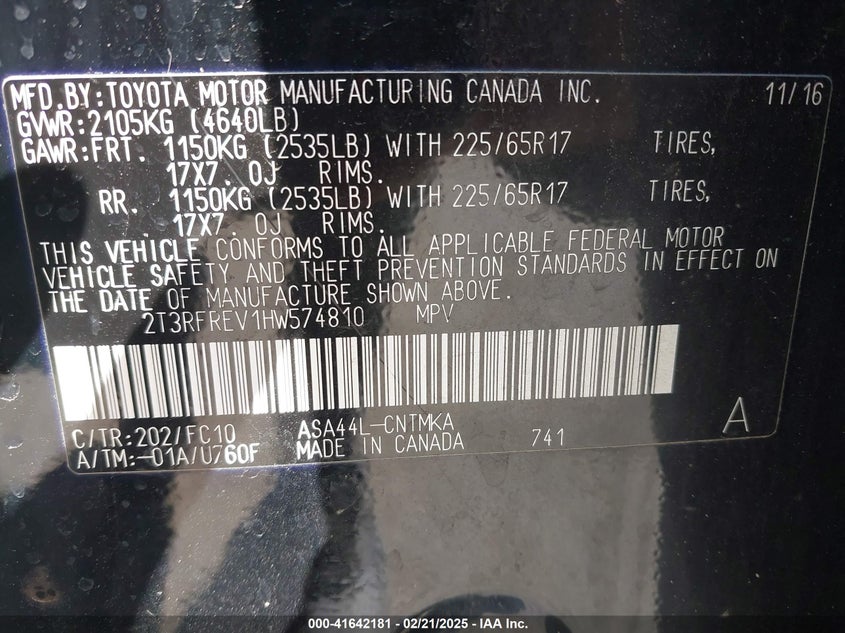 MFD.BY:TOYOTA MOTOR MANUFACTURING CANADA INC. 11/16
GVWR:2105KG (4640LB)
GAWR:FRT. 1150KG (2535LB) WITH 225/65R17 TIRES,
17X7.0J RIMS.
RR. 1150KG (2535LB) WITH 225/65R17 TIRES,
17X7.0J RIMS.
THIS VEHICLE CONFORMS TO ALL APPLICABLE FEDERAL MOTOR
VEHICLE SAFETY AND THEFT PREVENTION STANDARDS IN EFFECT ON
THE DATE OF MANUFACTURE SHOWN ABOVE.
2T3RFREV1HW574810 MPV
C/TR:202/FC10 ASA44L-CNTMKA A
A/TM:-01A/U760F MADE IN CANADA 741
000-41642181 - 02/21/2025 - IAA Inc.